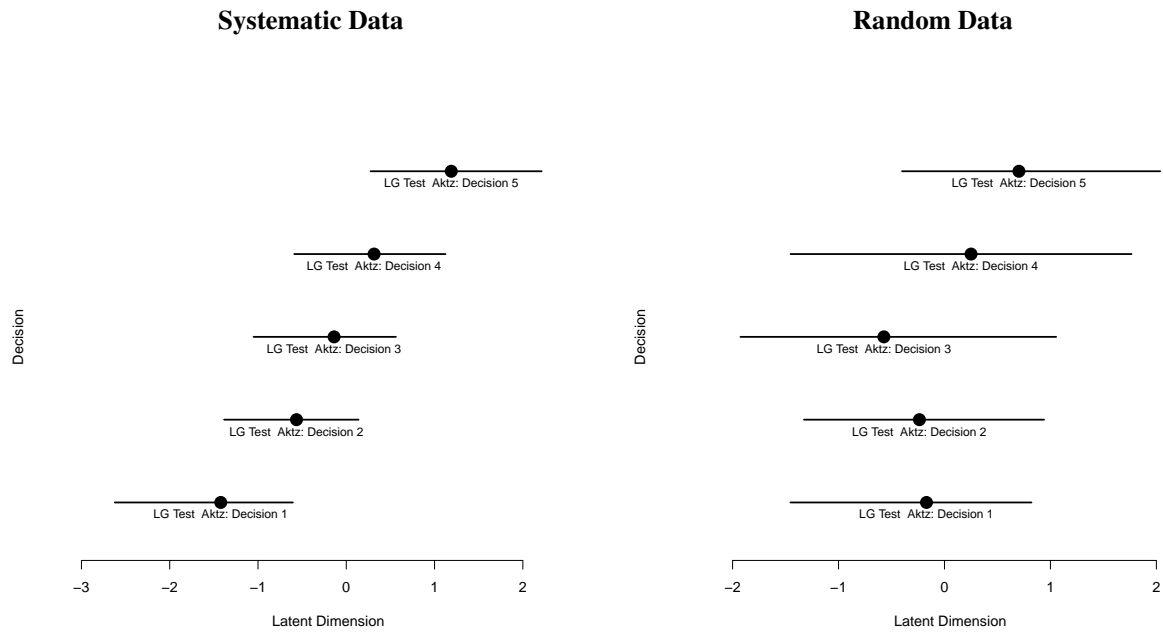 Systematic Data
Decision
LG Test  Aktz: Decision 5
LG Test  Aktz: Decision 4
LG Test  Aktz: Decision 3
LG Test  Aktz: Decision 2
LG Test  Aktz: Decision 1
−3 −2 −1 0 1 2
Latent Dimension
Random Data
Decision
LG Test  Aktz: Decision 5
LG Test  Aktz: Decision 4
LG Test  Aktz: Decision 3
LG Test  Aktz: Decision 2
LG Test  Aktz: Decision 1
−2 −1 0 1 2
Latent Dimension